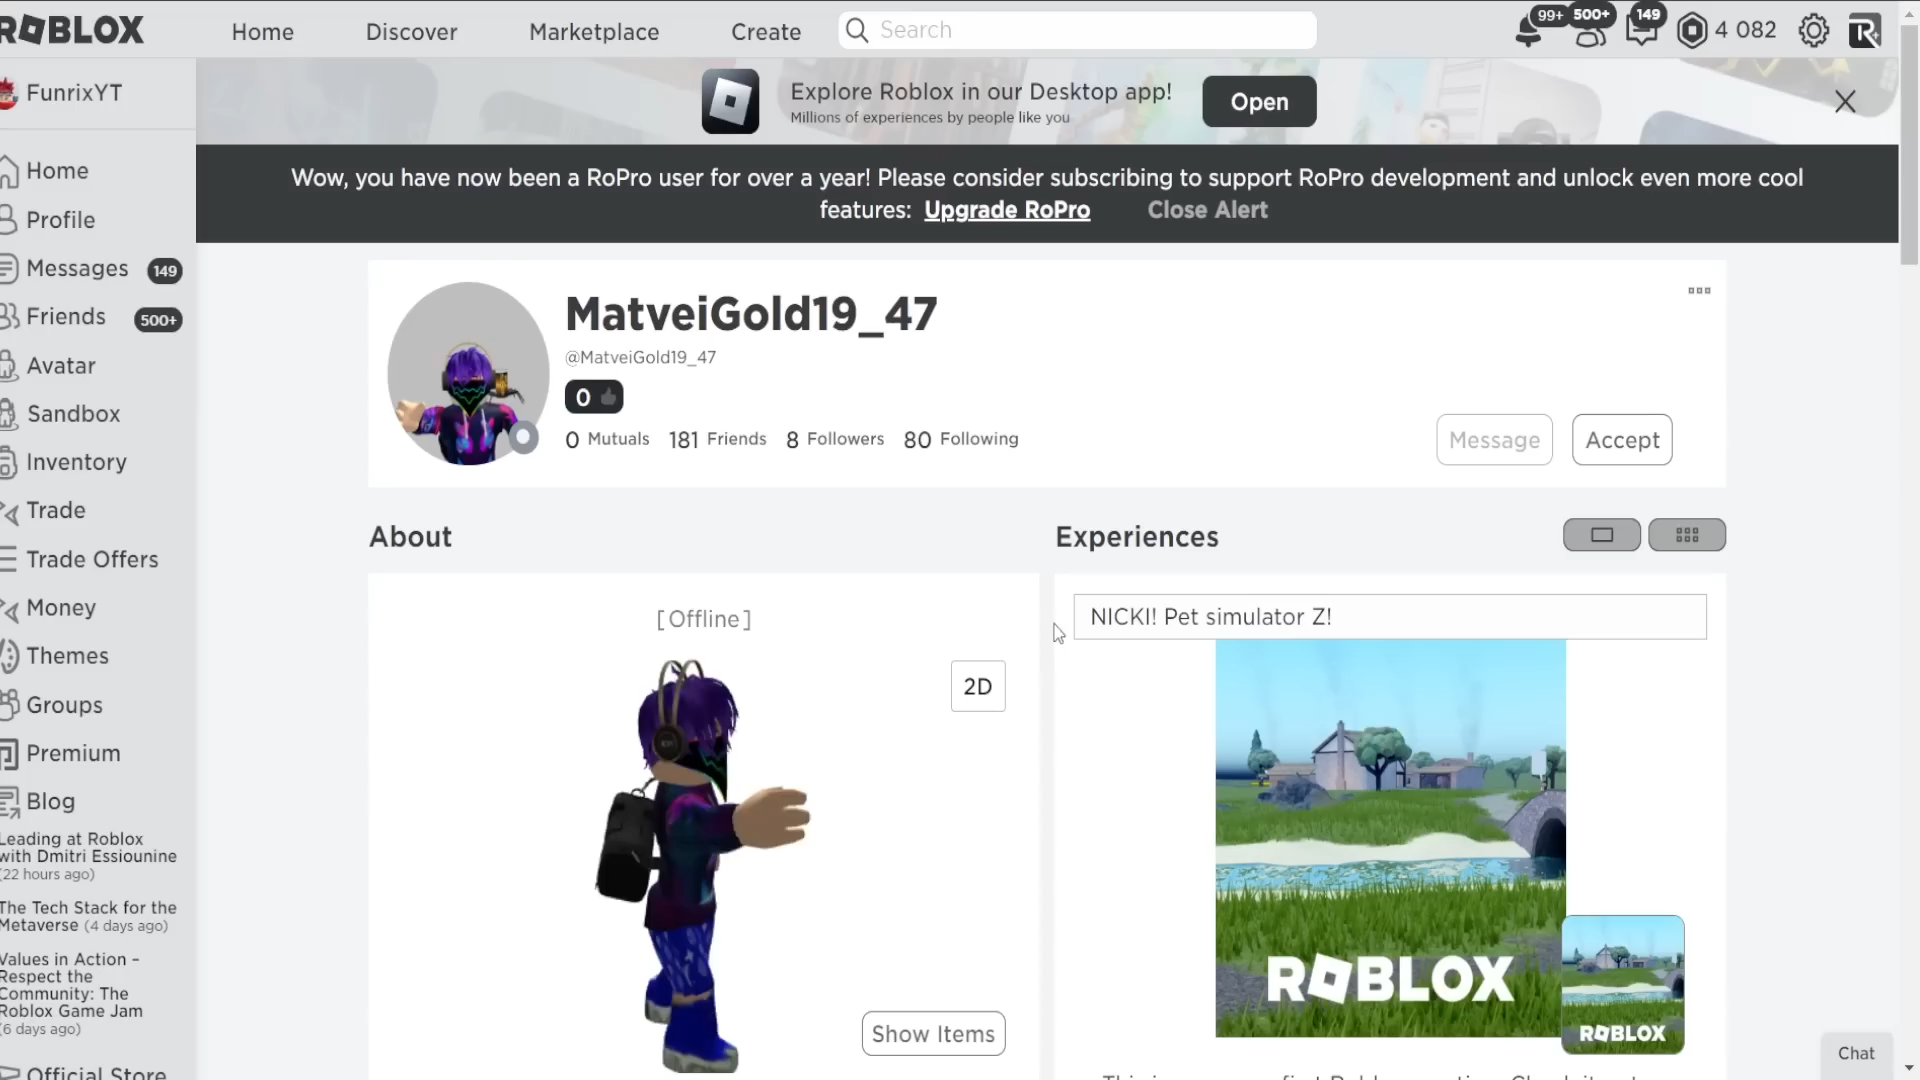 ROBLOX
Home
Discover
Marketplace
Create
Search
99+
500+
149
4 082
FunrixYT
Explore Roblox in our Desktop app!
Millions of experiences by people like you
Open
Wow, you have now been a RoPro user for over a year! Please consider subscribing to support RoPro development and unlock even more cool
features: Upgrade RoPro
Close Alert
Home
Profile
Messages 149
Friends 500+
Avatar
Sandbox
Inventory
Trade
Trade Offers
Money
Themes
Groups
Premium
Blog
Leading at Roblox
with Dmitri Essiounine
(22 hours ago)
The Tech Stack for the
Metaverse (4 days ago)
Values in Action –
Respect the
Community: The
Roblox Game Jam
(6 days ago)
Official Store
MatveiGold19_47
@MatveiGold19_47
0
0 Mutuals 181 Friends 8 Followers 80 Following
Message
Accept
About
[Offline]
2D
Show Items
Experiences
NICKI! Pet simulator Z!
ROBLOX
ROBLOX
Chat